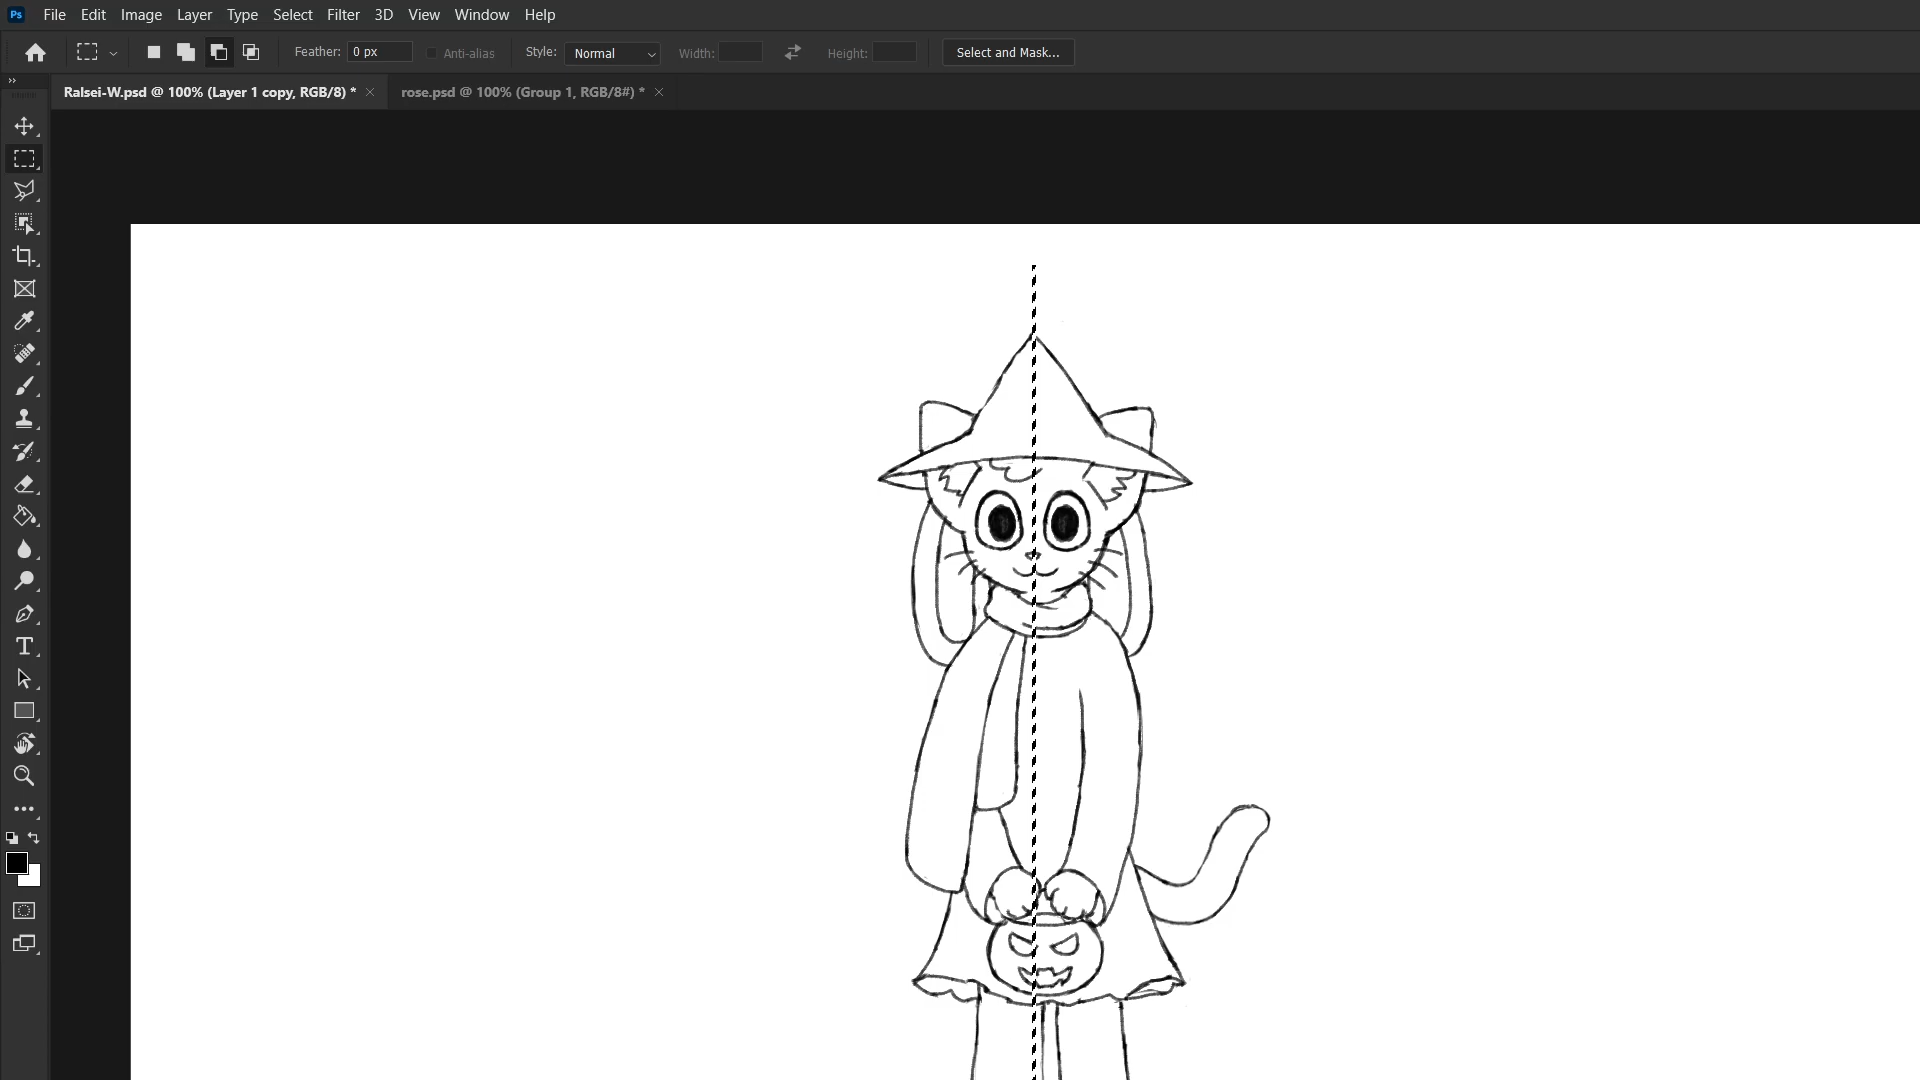 Ps File Edit Image Layer Type Select Filter 3D View Window Help
Feather: 0 px Anti-alias Style: Normal Width: Height: Select and Mask...
Ralsei-W.psd @ 100% (Layer 1 copy, RGB/8) * rose.psd @ 100% (Group 1, RGB/8#) *